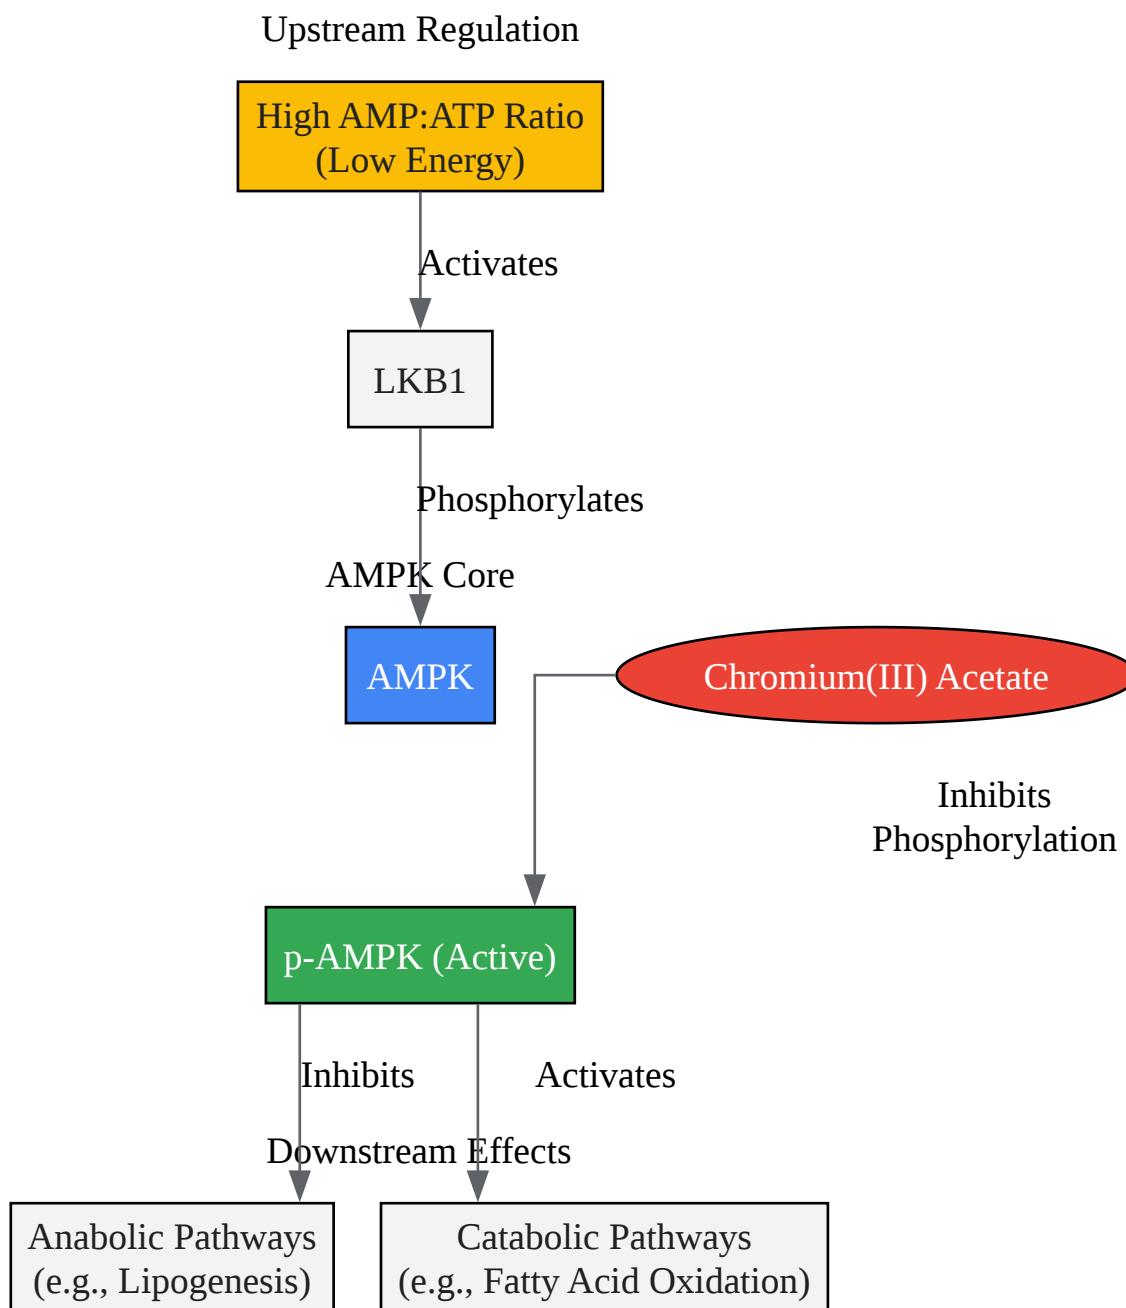 Upstream Regulation
High AMP:ATP Ratio
(Low Energy)
Activates
LKB1
Phosphorylates
AMPK Core
AMPK
Chromium(III) Acetate
Inhibits
Phosphorylation
p-AMPK (Active)
Inhibits
Activates
Downstream Effects
Anabolic Pathways
(e.g., Lipogenesis)
Catabolic Pathways
(e.g., Fatty Acid Oxidation)